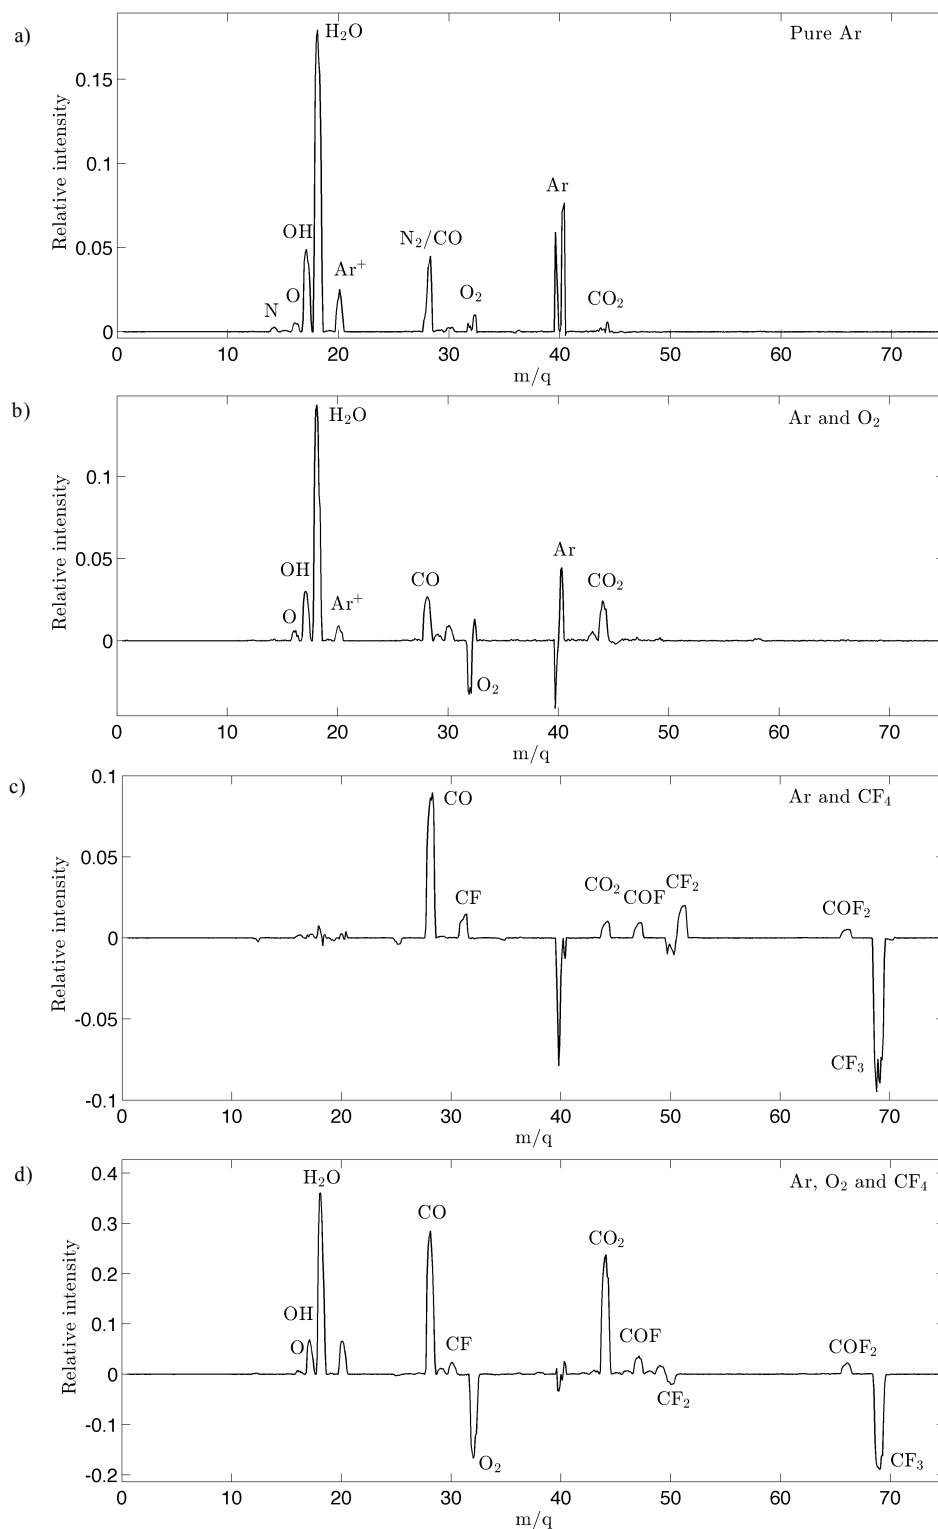 a)
Pure Ar
Relative intensity
0.15
0.1
0.05
0
N
O
OH
H₂O
Ar⁺
N₂/CO
O₂
Ar
CO₂
0 10 20 30 40 50 60 70
m/q
b)
Ar and O₂
Relative intensity
0.1
0.05
0
O
OH
H₂O
Ar⁺
CO
O₂
Ar
CO₂
0 10 20 30 40 50 60 70
m/q
c)
Ar and CF₄
Relative intensity
0.1
0.05
0
-0.05
-0.1
CO
CF
CO₂
COF
CF₂
COF₂
CF₃
0 10 20 30 40 50 60 70
m/q
d)
Ar, O₂ and CF₄
Relative intensity
0.4
0.3
0.2
0.1
0
-0.1
-0.2
O
OH
H₂O
CO
CF
O₂
CO₂
COF
CF₂
COF₂
CF₃
0 10 20 30 40 50 60 70
m/q